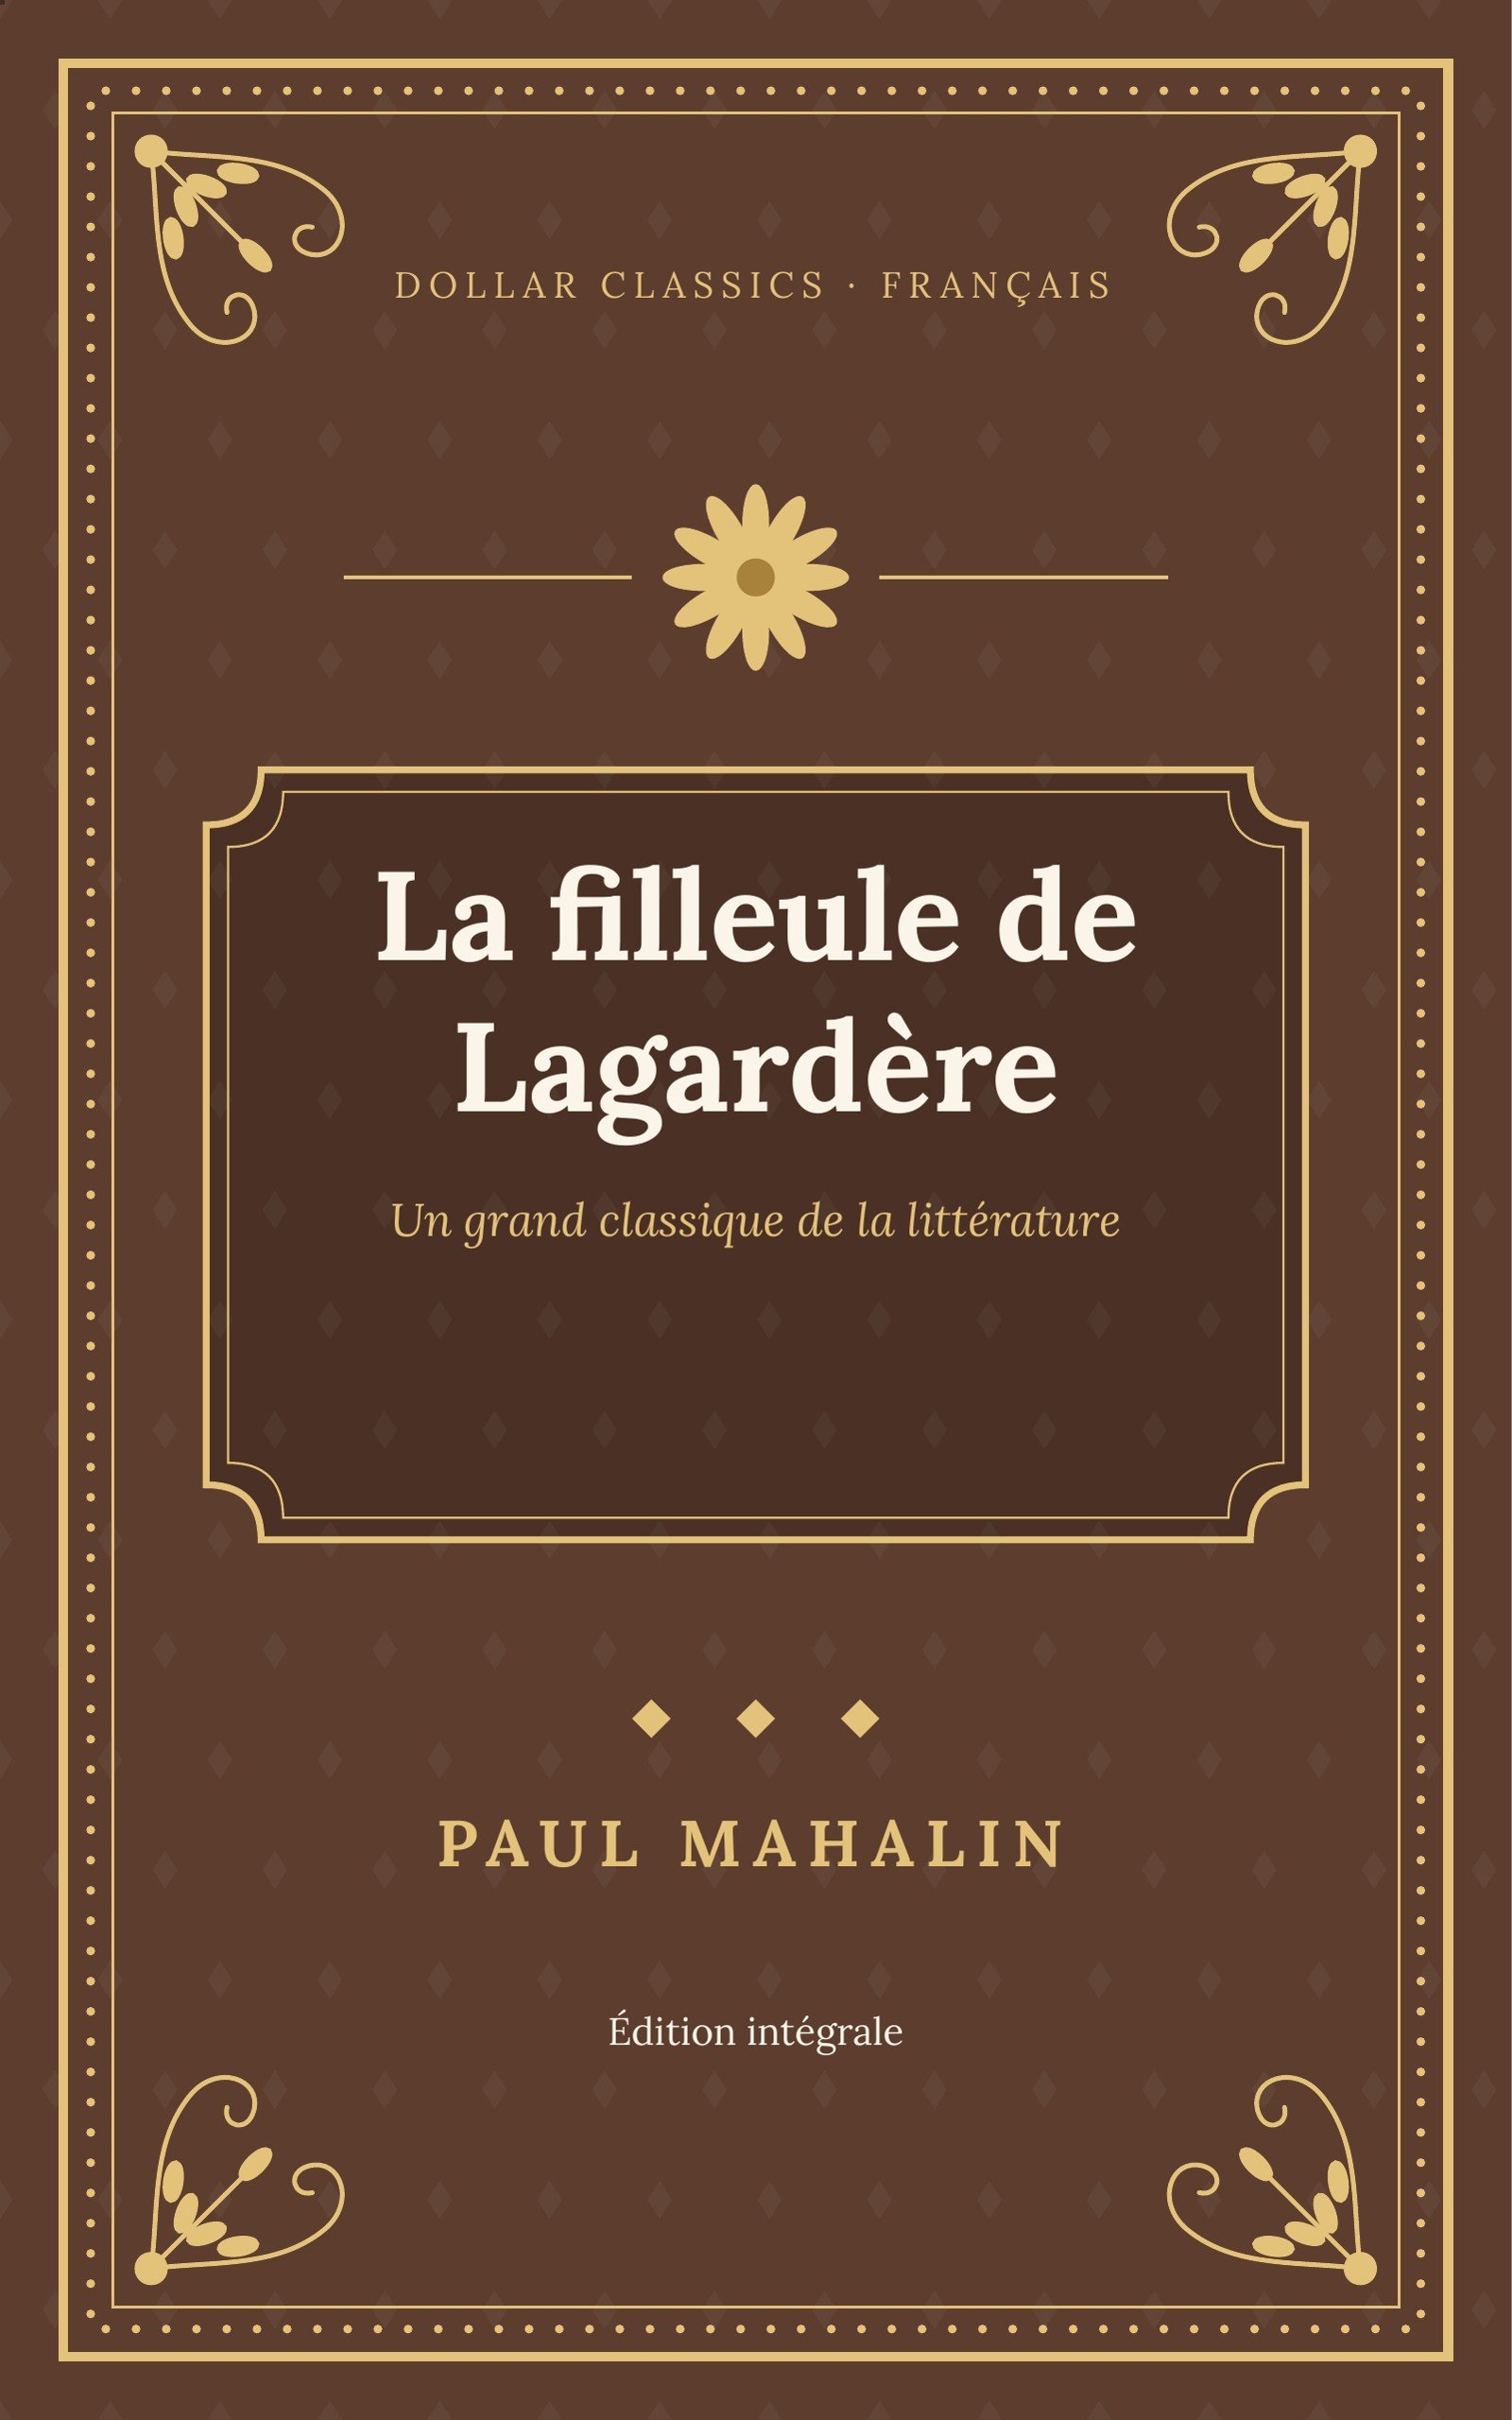 DOLLAR CLASSICS · FRANÇAIS
La filleule de
Lagardère
Un grand classique de la littérature
PAUL MAHALIN
Édition intégrale